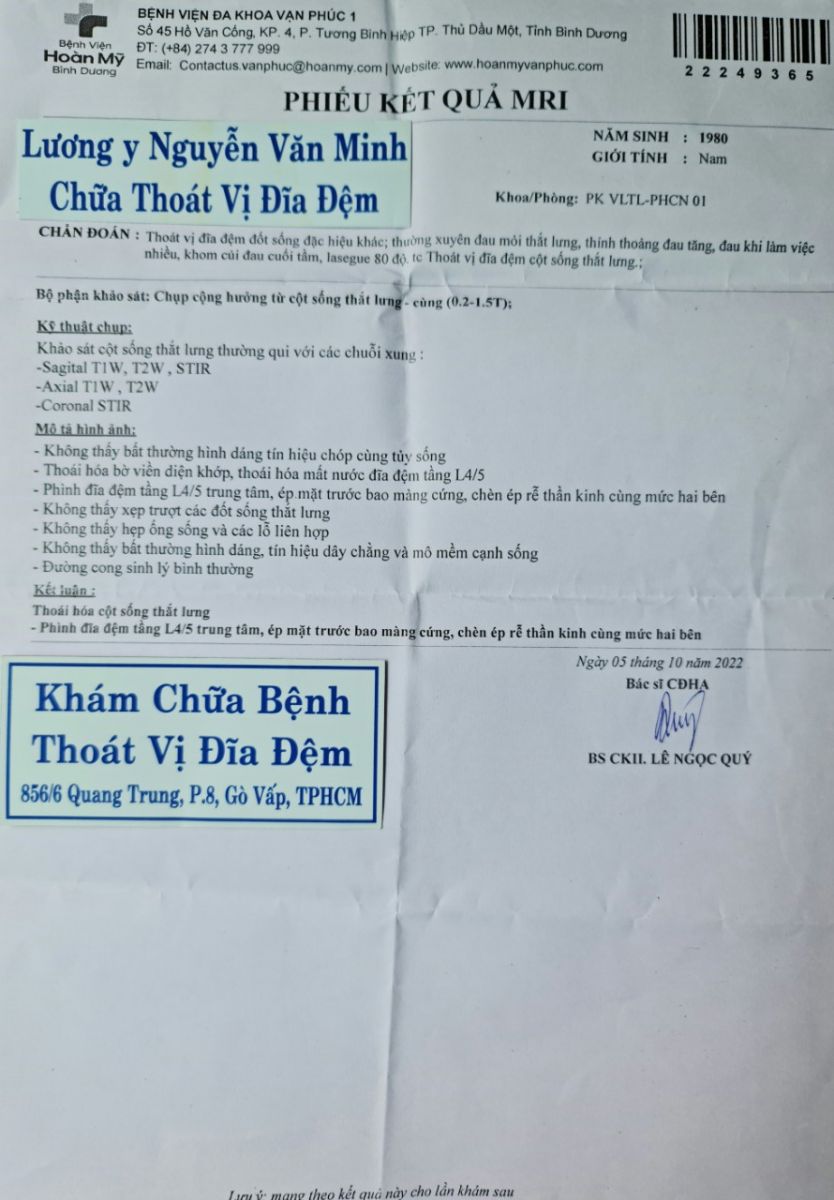 Bệnh Viện
Hoàn Mỹ
Bình Dương
BỆNH VIỆN ĐA KHOA VẠN PHÚC 1
Số 45 Hồ Văn Cống, KP. 4, P. Tương Bình Hiệp TP. Thủ Dầu Một, Tỉnh Bình Dương
ĐT: (+84) 274 3 777 999
Email: Contactus.vanphuc@hoanmy.com | Website: www.hoanmyvanphuc.com
2 2 2 4 9 3 6 5
PHIẾU KẾT QUẢ MRI
Lương y Nguyễn Văn Minh
Chữa Thoát Vị Đĩa Đệm
NĂM SINH : 1980
GIỚI TÍNH : Nam
Khoa/Phòng: PK VLTL-PHCN 01
CHẨN ĐOÁN : Thoát vị đĩa đệm đốt sống đặc hiệu khác; thường xuyên đau mỏi thắt lưng, thỉnh thoảng đau tăng, đau khi làm việc
nhiều, khom cúi đau cuối tầm, lasegue 80 độ. tc Thoát vị đĩa đệm cột sống thắt lưng.;
Bộ phận khảo sát: Chụp cộng hưởng từ cột sống thắt lưng - cùng (0.2-1.5T);
Kỹ thuật chụp:
Khảo sát cột sống thắt lưng thường qui với các chuỗi xung :
-Sagital T1W, T2W , STIR
-Axial T1W , T2W
-Coronal STIR
Mô tả hình ảnh:
- Không thấy bất thường hình dáng tín hiệu chóp cùng tủy sống
- Thoái hóa bờ viền diện khớp, thoái hóa mất nước đĩa đệm tầng L4/5
- Phình đĩa đệm tầng L4/5 trung tâm, ép mặt trước bao màng cứng, chèn ép rễ thần kinh cùng mức hai bên
- Không thấy xẹp trượt các đốt sống thắt lưng
- Không thấy hẹp ống sống và các lỗ liên hợp
- Không thấy bất thường hình dáng, tín hiệu dây chằng và mô mềm cạnh sống
- Đường cong sinh lý bình thường
Kết luận :
Thoái hóa cột sống thắt lưng
- Phình đĩa đệm tầng L4/5 trung tâm, ép mặt trước bao màng cứng, chèn ép rễ thần kinh cùng mức hai bên
Ngày 05 tháng 10 năm 2022
Bác sĩ CĐHA
BS CKII. LÊ NGỌC QUÝ
Khám Chữa Bệnh
Thoát Vị Đĩa Đệm
856/6 Quang Trung, P.8, Gò Vấp, TPHCM
Lưu ý: mang theo kết quả này cho lần khám sau